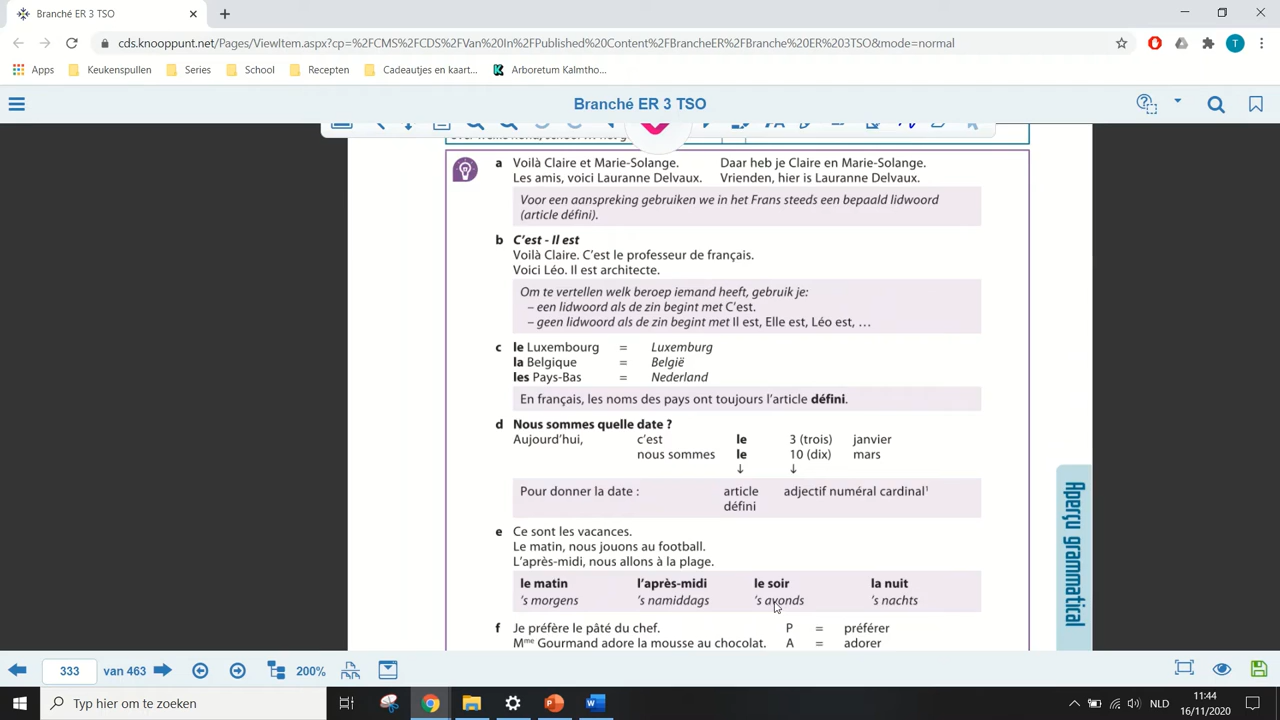 Branché ER 3 TSO
cds.knooppunt.net/Pages/ViewItem.aspx?cp=%2FCMS%2FCDS%2FVan%20In%2FPublished%20Content%2FBrancheER%2FBranche%20ER%203TSO&mode=normal
T
Apps Keukenspullen Series School Recepten Cadeautjes en kaart... Arboretum Kalmtho...
Branché ER 3 TSO
a Voilà Claire et Marie-Solange. Daar heb je Claire en Marie-Solange.
Les amis, voici Lauranne Delvaux. Vrienden, hier is Lauranne Delvaux.
Voor een aanspreking gebruiken we in het Frans steeds een bepaald lidwoord
(article défini).
b C'est - Il est
Voilà Claire. C'est le professeur de français.
Voici Léo. Il est architecte.
Om te vertellen welk beroep iemand heeft, gebruik je:
– een lidwoord als de zin begint met C'est.
– geen lidwoord als de zin begint met Il est, Elle est, Léo est, …
c le Luxembourg = Luxemburg
la Belgique = België
les Pays-Bas = Nederland
En français, les noms des pays ont toujours l'article défini.
d Nous sommes quelle date ?
Aujourd'hui, c'est le 3 (trois) janvier
nous sommes le 10 (dix) mars
↓ ↓
Pour donner la date : article adjectif numéral cardinal¹
défini
e Ce sont les vacances.
Le matin, nous jouons au football.
L'après-midi, nous allons à la plage.
le matin l'après-midi le soir la nuit
's morgens 's namiddags 's avonds 's nachts
f Je préfère le pâté du chef. P = préférer
Mme Gourmand adore la mousse au chocolat. A = adorer
Aperçu grammatical
333 van 463 200%
Typ hier om te zoeken
NLD
11:44
16/11/2020